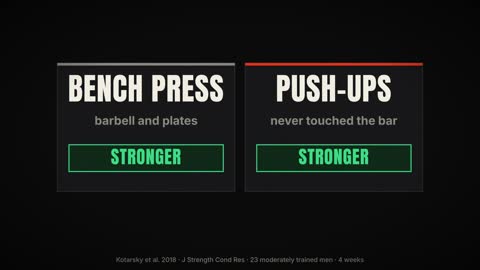 BENCH PRESS
barbell and plates
STRONGER
PUSH-UPS
never touched the bar
STRONGER
Kotarsky et al. 2018 · J Strength Cond Res · 23 moderately trained men · 4 weeks